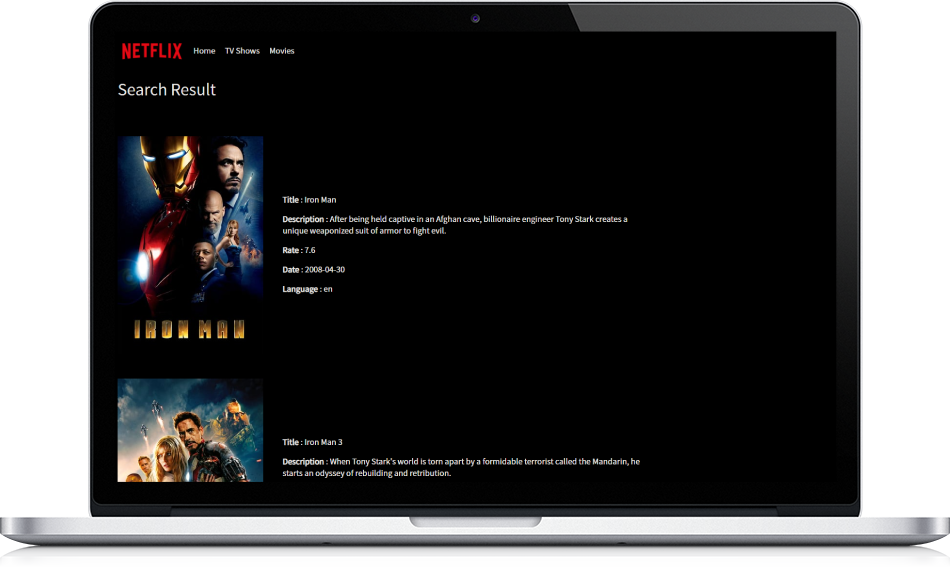 NETFLIX Home TV Shows Movies
Search Result
Title : Iron Man
Description : After being held captive in an Afghan cave, billionaire engineer Tony Stark creates a
unique weaponized suit of armor to fight evil.
Rate : 7.6
Date : 2008-04-30
Language : en
IRON MAN
Title : Iron Man 3
Description : When Tony Stark's world is torn apart by a formidable terrorist called the Mandarin, he
starts an odyssey of rebuilding and retribution.